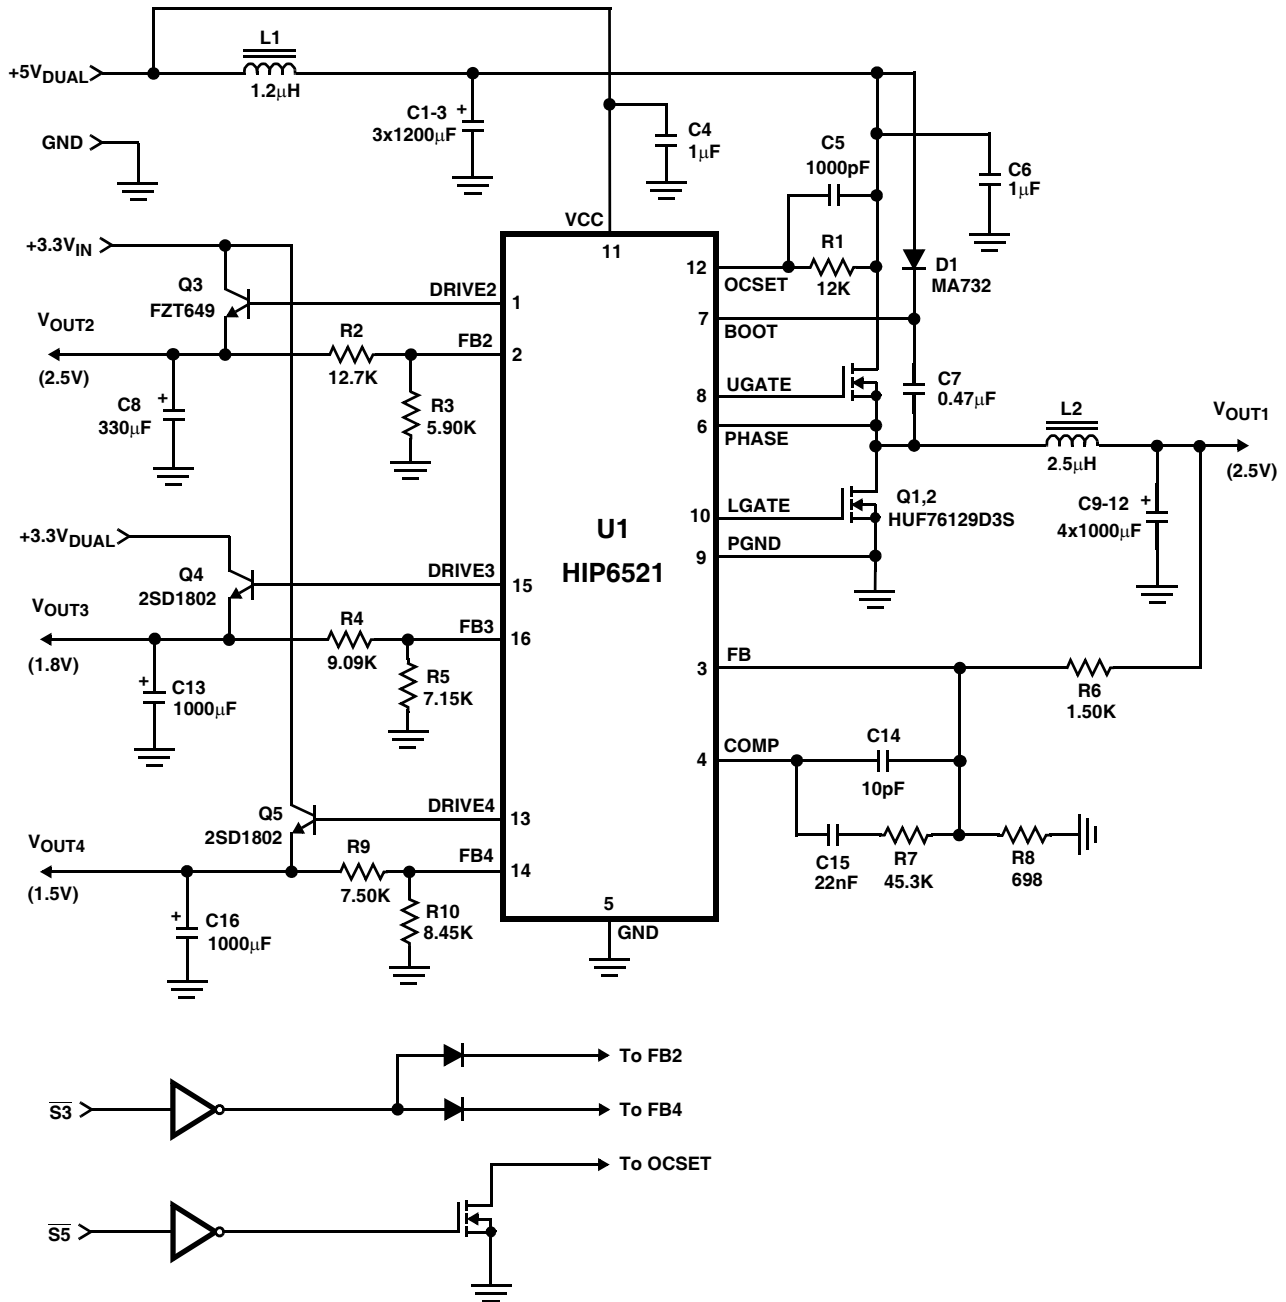 L1
+5VDUAL
1.2μH
C1-3
3x1200μF
+
GND
C4
1μF
C5
1000pF
C6
1μF
VCC
11
+3.3VIN
R1
12K
12
OCSET
D1
MA732
Q3
FZT649
DRIVE2
1
7
BOOT
VOUT2
(2.5V)
R2
12.7K
FB2
2
C8
330μF
+
R3
5.90K
8
UGATE
C7
0.47μF
6
PHASE
L2
2.5μH
VOUT1
(2.5V)
LGATE
10
Q1,2
HUF76129D3S
C9-12
4x1000μF
+
PGND
9
U1
HIP6521
+3.3VDUAL
Q4
2SD1802
DRIVE3
15
VOUT3
(1.8V)
R4
9.09K
FB3
16
C13
1000μF
+
R5
7.15K
FB
3
R6
1.50K
COMP
4
C14
10pF
C15
22nF
R7
45.3K
R8
698
Q5
2SD1802
DRIVE4
13
VOUT4
(1.5V)
R9
7.50K
FB4
14
C16
1000μF
+
R10
8.45K
5
GND
S3
To FB2
To FB4
To OCSET
S5